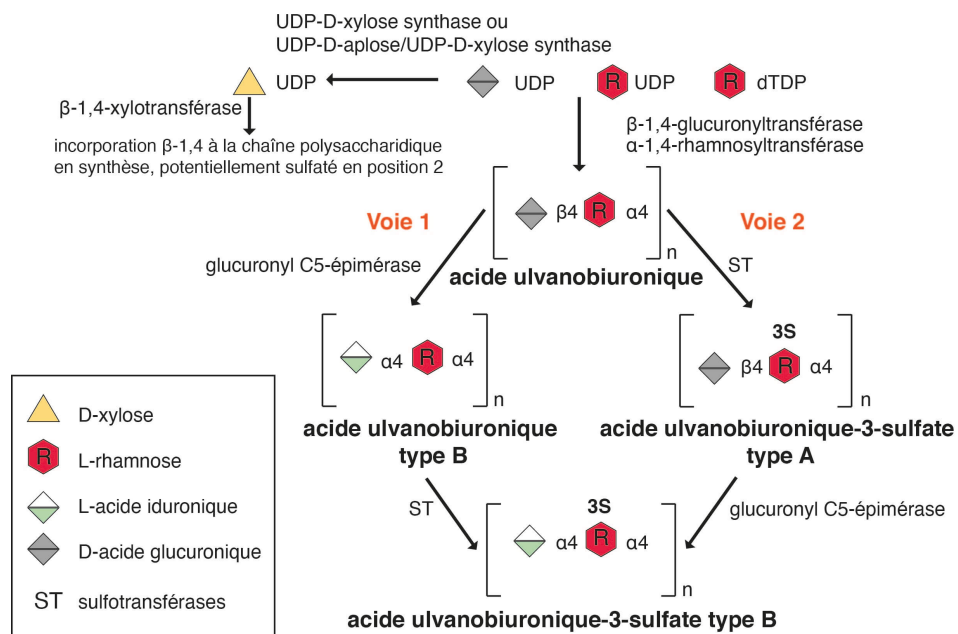 UDP-D-xylose synthase ou
UDP-D-aplose/UDP-D-xylose synthase
UDP
UDP
R UDP
R dTDP
β-1,4-xylotransférase
incorporation β-1,4 à la chaîne polysaccharidique
en synthèse, potentiellement sulfaté en position 2
β-1,4-glucuronyltransférase
α-1,4-rhamnosyltransférase
β4 R α4
n
acide ulvanobiuronique
Voie 1
Voie 2
glucuronyl C5-épimérase
ST
α4 R α4
n
acide ulvanobiuronique
type B
3S
β4 R α4
n
acide ulvanobiuronique-3-sulfate
type A
ST
glucuronyl C5-épimérase
3S
α4 R α4
n
acide ulvanobiuronique-3-sulfate type B
D-xylose
R L-rhamnose
L-acide iduronique
D-acide glucuronique
ST sulfotransférases